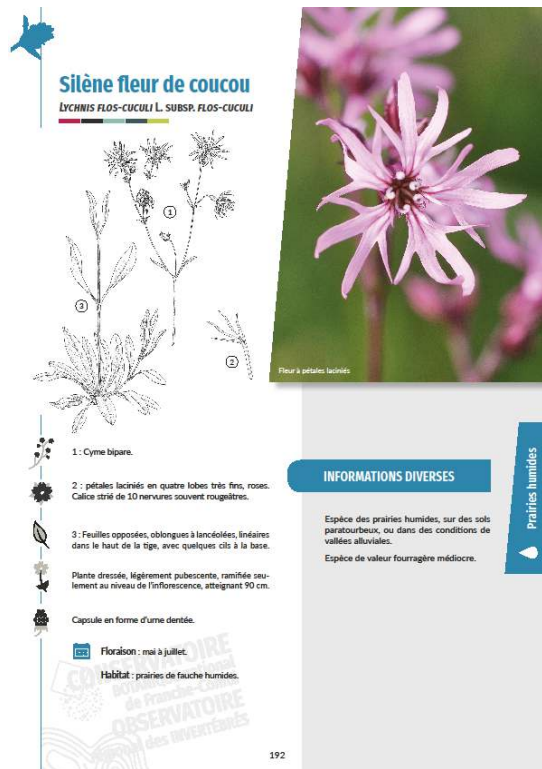 Silène fleur de coucou
LYCHNIS FLOS-CUCULI L. SUBSP. FLOS-CUCULI
1
3
2
Fleur à pétales laciniés
1 : Cyme bipare.
2 : pétales laciniés en quatre lobes très fins, roses.
Calice strié de 10 nervures souvent rougeâtres.
3 : Feuilles opposées, oblongues à lancéolées, linéaires
dans le haut de la tige, avec quelques cils à la base.
Plante dressée, légèrement pubescente, ramifiée seu-
lement au niveau de l'inflorescence, atteignant 90 cm.
Capsule en forme d'urne dentée.
Floraison : mai à juillet.
Habitat : prairies de fauche humides.
INFORMATIONS DIVERSES
Espèce des prairies humides, sur des sols
paratourbeux, ou dans des conditions de
vallées alluviales.
Espèce de valeur fourragère médiocre.
Prairies humides
CONSERVATOIRE
BOTANIQUE national
de Franche-Comté
OBSERVATOIRE
régional des INVERTÉBRÉS
192